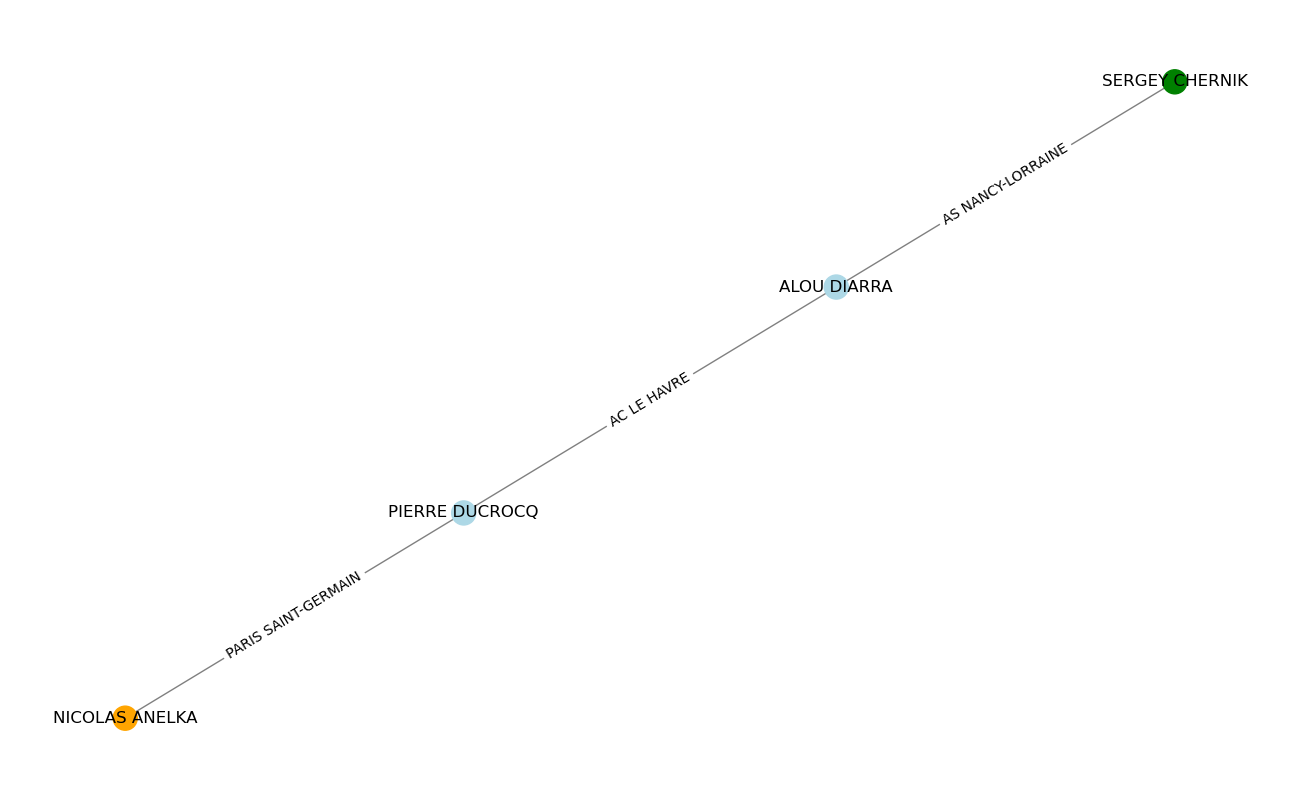 SERGEY CHERNIK
AS NANCY-LORRAINE
ALOU DIARRA
AC LE HAVRE
PIERRE DUCROCQ
PARIS SAINT-GERMAIN
NICOLAS ANELKA